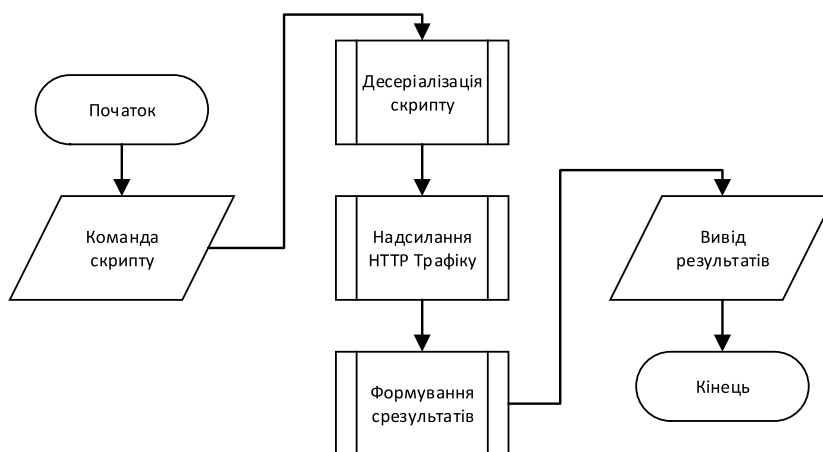 Початок
Команда
скрипту
Десеріалізація
скрипту
Надсилання
HTTP Трафіку
Формування
срезультатів
Вивід
результатів
Кінець